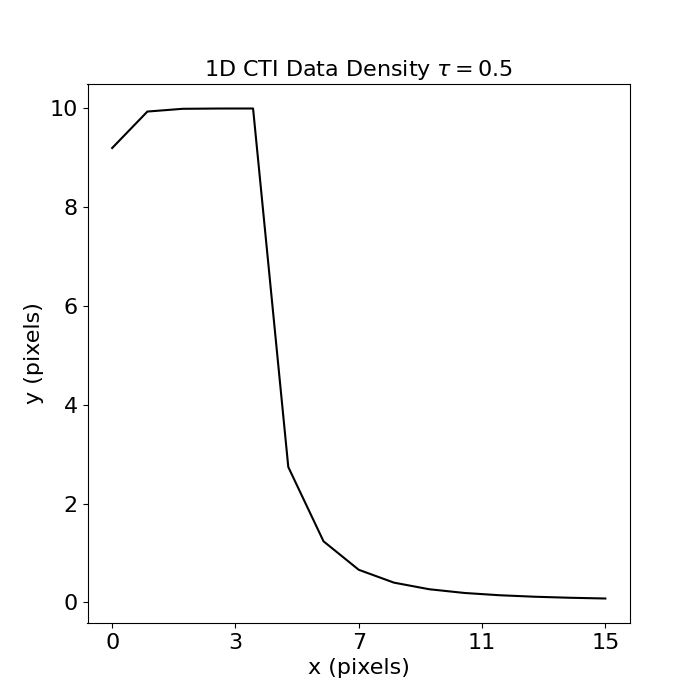 1D CTI Data Density τ = 0.5
10
8
6
4
2
0
y (pixels)
0 3 7 11 15
x (pixels)